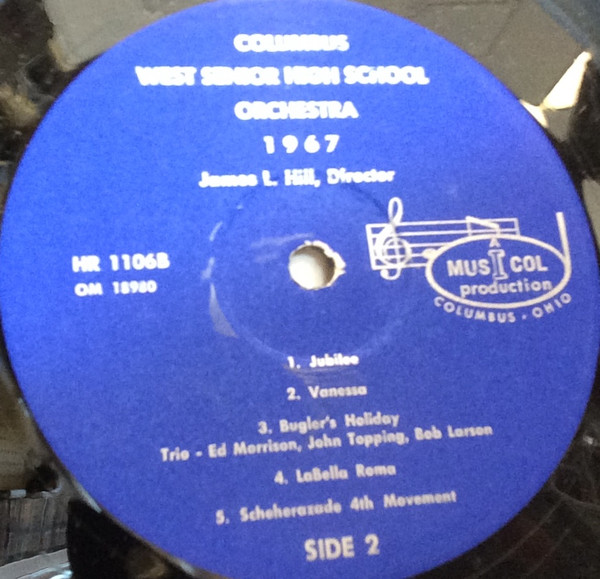 COLUMBUS
WEST SENIOR HIGH SCHOOL
ORCHESTRA
1967
James L. Hill, Director
HR 1106B
OM 18980
MUSICOL
production
COLUMBUS - OHIO
1. Jubilee
2. Vanessa
3. Bugler's Holiday
Trio - Ed Morrison, John Topping, Bob Larson
4. LaBella Roma
5. Scheherazade 4th Movement
SIDE 2